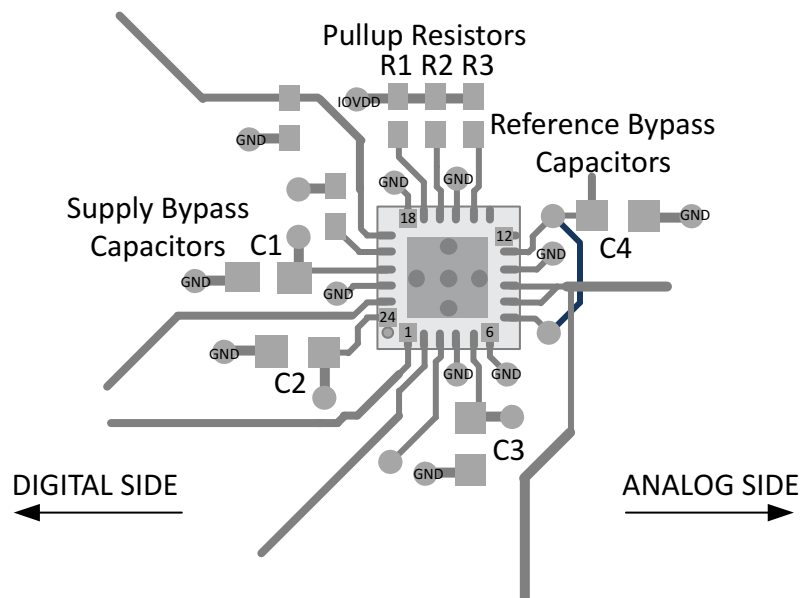 Pullup Resistors
R1 R2 R3
IOVDD
GND
Reference Bypass
Capacitors
GND
GND
Supply Bypass
Capacitors
C1
18
12
GND
C4
GND
GND
GND
24
1
6
GND
C2
GND
GND
C3
GND
DIGITAL SIDE
ANALOG SIDE